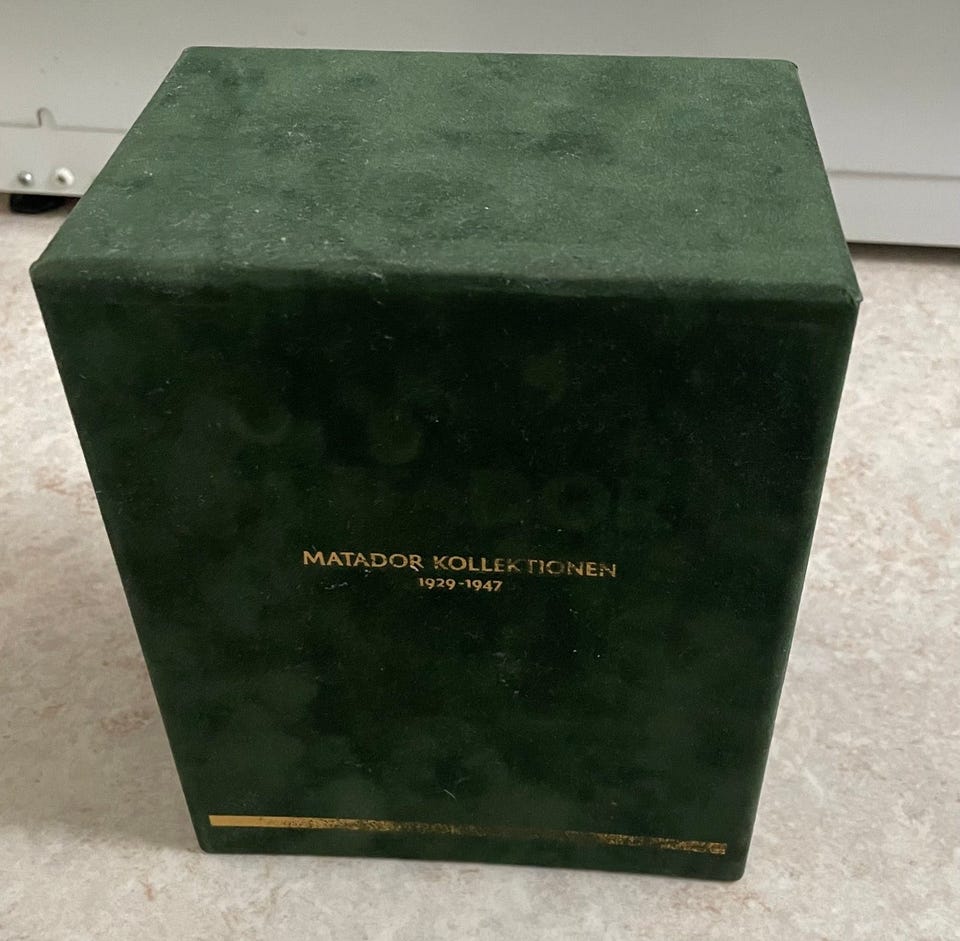 MATADOR KOLLEKTIONEN
1929-1947